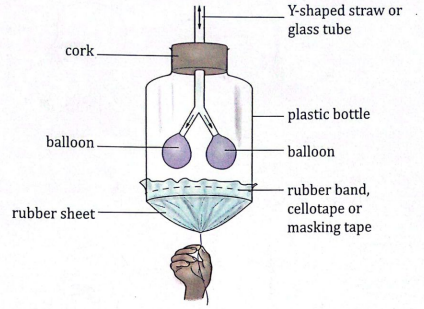 Y-shaped straw or
glass tube
cork
plastic bottle
balloon
balloon
rubber band,
cellotape or
masking tape
rubber sheet